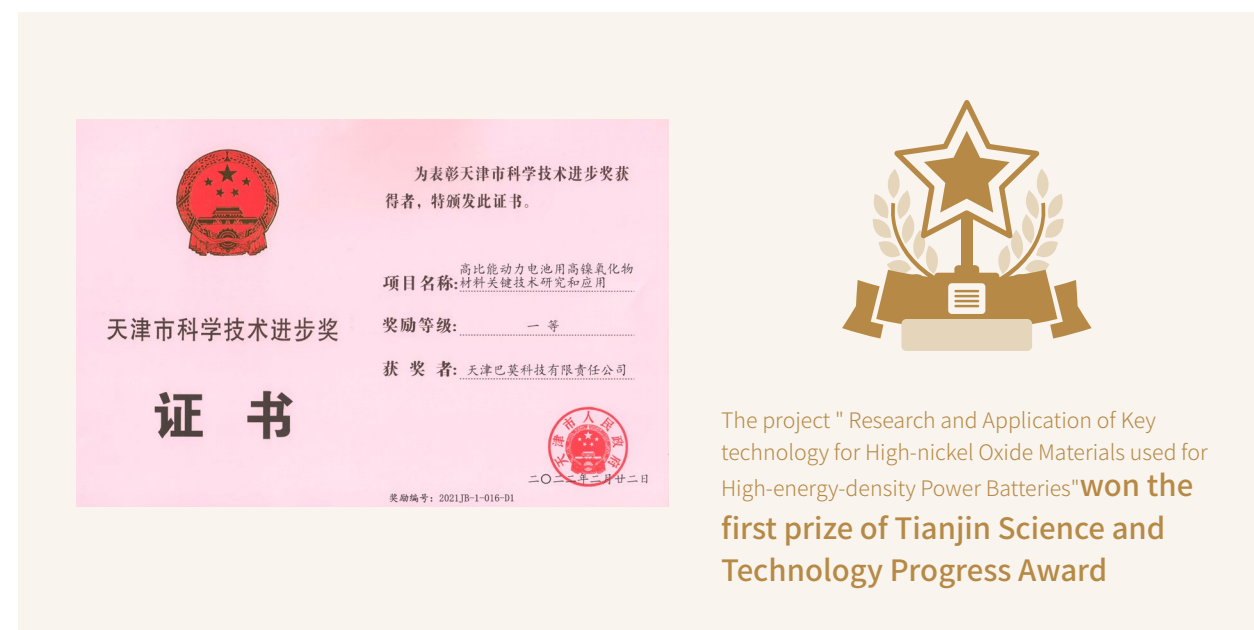 天津市科学技术进步奖
证 书
为表彰天津市科学技术进步奖获
得者，特颁发此证书。
项目名称:高比能动力电池用高镍氧化物
材料关键技术研究和应用
奖励等级: 一 等
获 奖 者: 天津巴莫科技有限责任公司
天津市人民政府
二〇二二年二月廿二日
奖励编号: 2021JB-1-016-D1
The project " Research and Application of Key
technology for High-nickel Oxide Materials used for
High-energy-density Power Batteries"won the
first prize of Tianjin Science and
Technology Progress Award